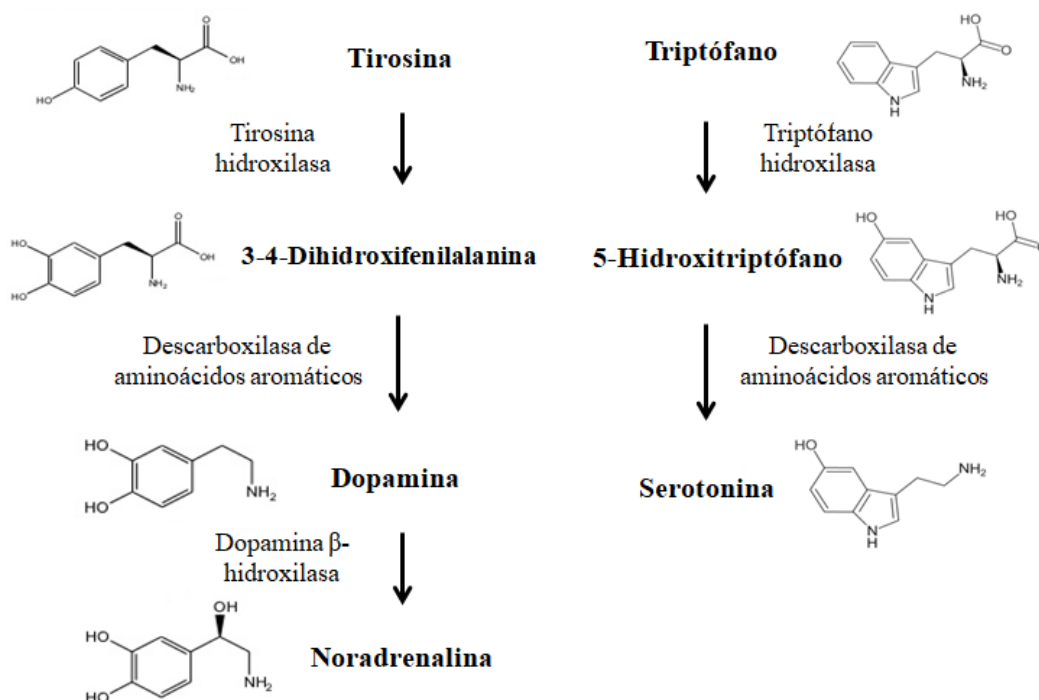 Tirosina
Tirosina
hidroxilasa
3-4-Dihidroxifenilalanina
Descarboxilasa de
aminoácidos aromáticos
Dopamina
Dopamina β-
hidroxilasa
Noradrenalina
Triptófano
Triptófano
hidroxilasa
5-Hidroxitriptófano
Descarboxilasa de
aminoácidos aromáticos
Serotonina
O
OH
NH₂
HO
O
HO
OH
NH₂
HO
HO
HO
NH₂
OH
HO
HO
NH₂
HO
O
NH₂
N
H
HO
HO
O
NH₂
N
H
HO
NH₂
N
H